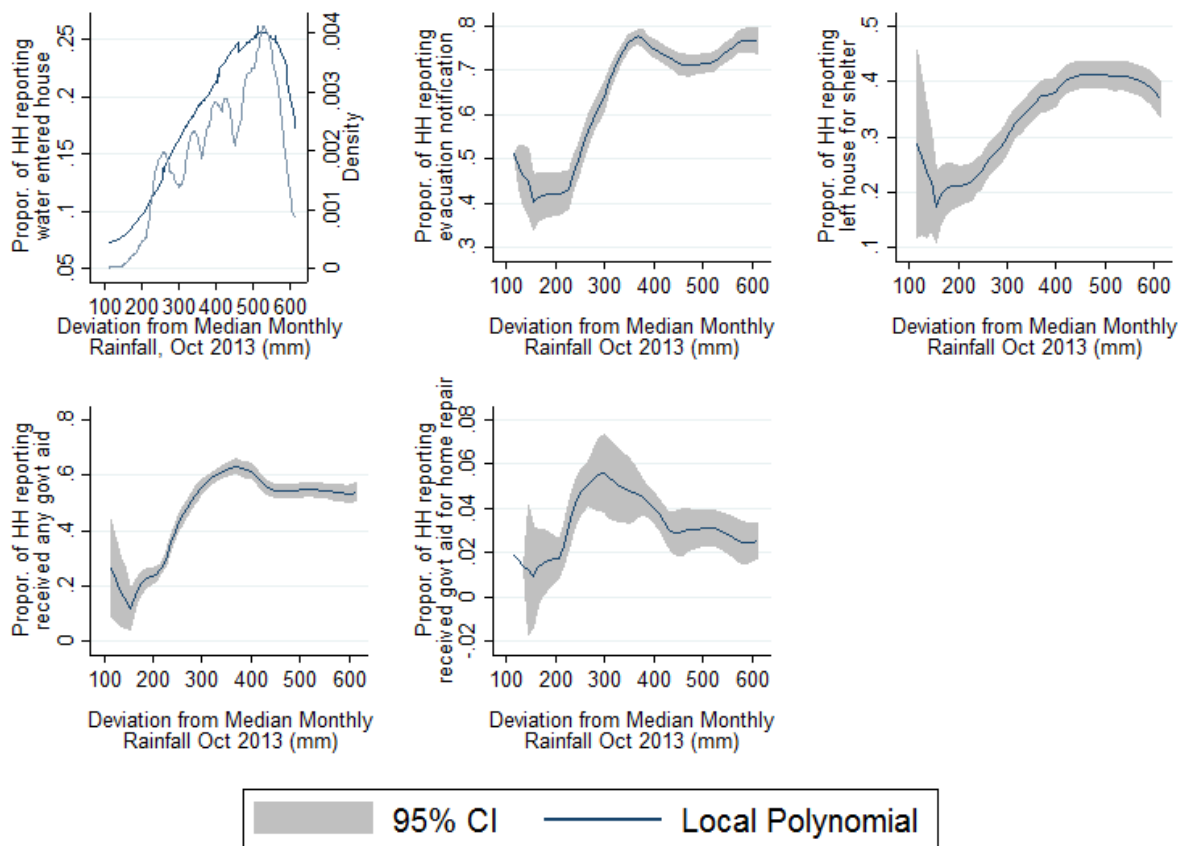 Propor. of HH reporting
water entered house
.05 .1 .15 .2 .25
0 .001 .002 .003 .004
Density
100 200 300 400 500 600
Deviation from Median Monthly
Rainfall, Oct 2013 (mm)
Propor. of HH reporting
evacuation notification
.3 .4 .5 .6 .7 .8
100 200 300 400 500 600
Deviation from Median Monthly
Rainfall Oct 2013 (mm)
Propor. of HH reporting
left house for shelter
.1 .2 .3 .4 .5
100 200 300 400 500 600
Deviation from Median Monthly
Rainfall Oct 2013 (mm)
Propor. of HH reporting
received any govt aid
0 .2 .4 .6 .8
100 200 300 400 500 600
Deviation from Median Monthly
Rainfall Oct 2013 (mm)
Propor. of HH reporting
received govt aid for home repair
-.02 0 .02 .04 .06 .08
100 200 300 400 500 600
Deviation from Median Monthly
Rainfall Oct 2013 (mm)
95% CI Local Polynomial